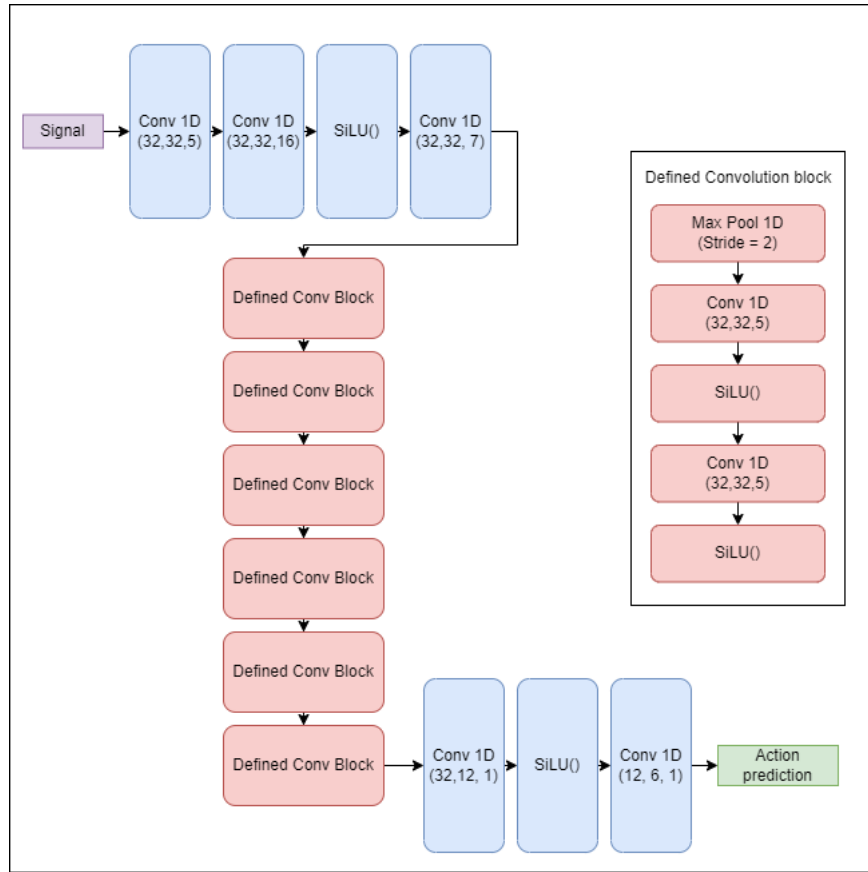 Signal
Conv 1D
(32,32,5)
Conv 1D
(32,32,16)
SiLU()
Conv 1D
(32,32, 7)
Defined Conv Block
Defined Conv Block
Defined Conv Block
Defined Conv Block
Defined Conv Block
Defined Conv Block
Conv 1D
(32,12, 1)
SiLU()
Conv 1D
(12, 6, 1)
Action
prediction
Defined Convolution block
Max Pool 1D
(Stride = 2)
Conv 1D
(32,32,5)
SiLU()
Conv 1D
(32,32,5)
SiLU()